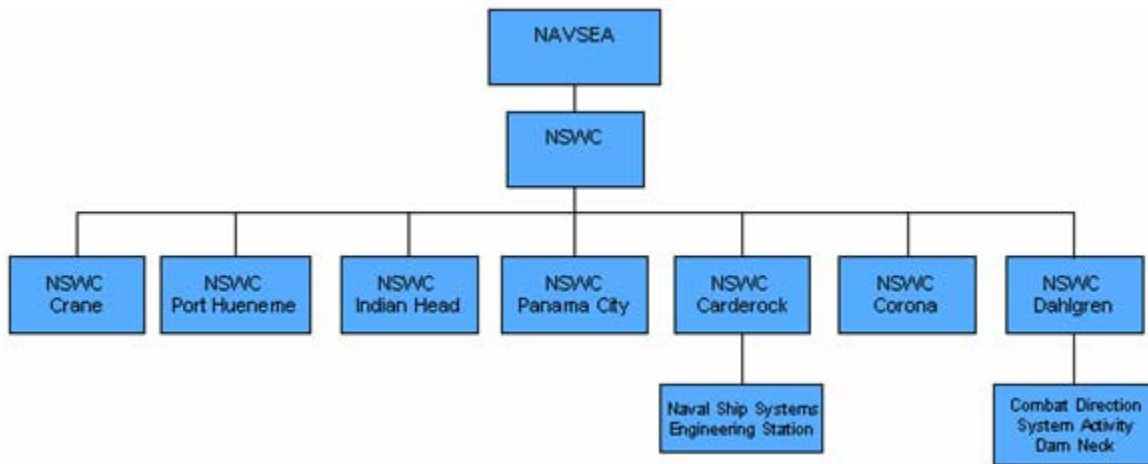 NAVSEA
NSWC
NSWC
Crane
NSWC
Port Hueneme
NSWC
Indian Head
NSWC
Panama City
NSWC
Carderock
NSWC
Corona
NSWC
Dahlgren
Naval Ship Systems
Engineering Station
Combat Direction
System Activity
Dam Neck